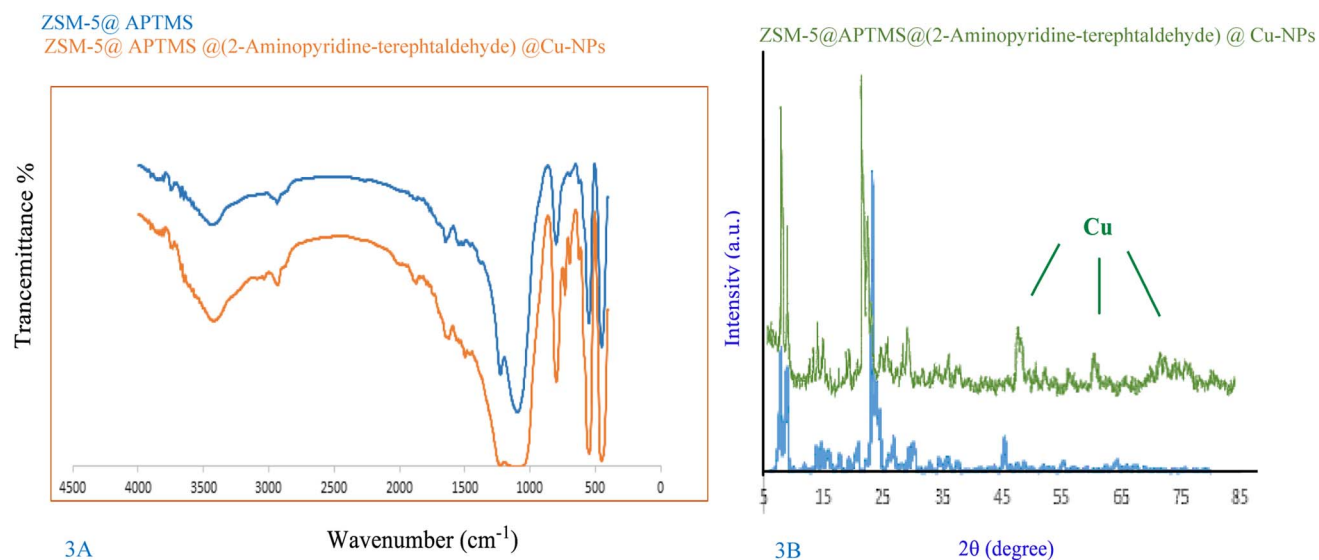 ZSM-5@ APTMS
ZSM-5@ APTMS @(2-Aminopyridine-terephtaldehyde) @Cu-NPs
Trancemittance %
4500 4000 3500 3000 2500 2000 1500 1000 500 0
Wavenumber (cm-1)
3A
ZSM-5@APTMS@(2-Aminopyridine-terephtaldehyde) @ Cu-NPs
Cu
Intensity (a.u.)
5 15 25 35 45 55 65 75 85
2θ (degree)
3B